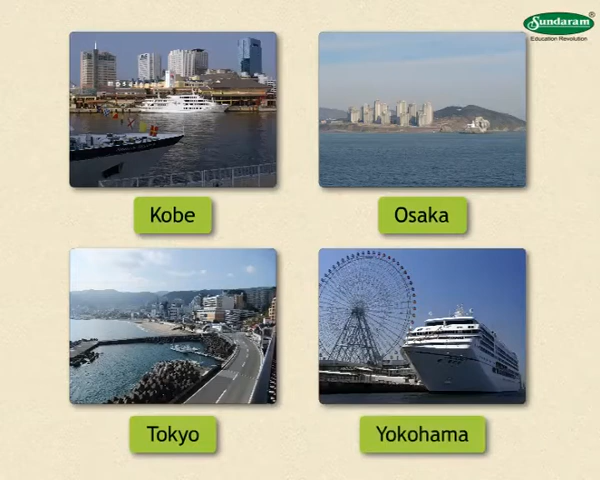 Sundaram®
Education Revolution
Kobe
Osaka
Tokyo
Yokohama